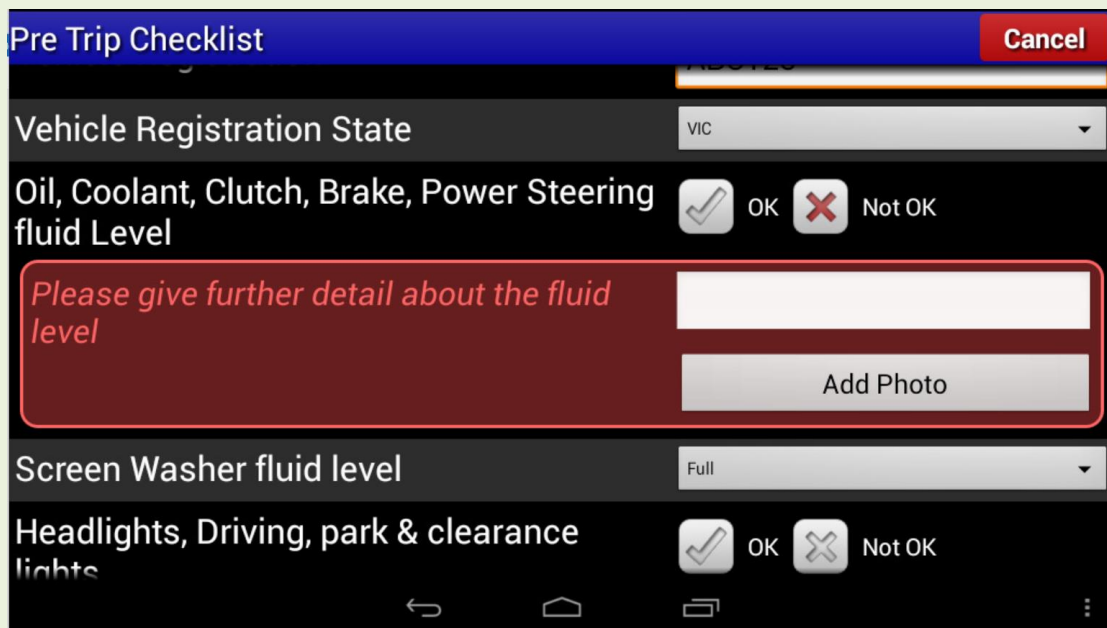 Pre Trip Checklist
Cancel
Vehicle Registration State
VIC
Oil, Coolant, Clutch, Brake, Power Steering
fluid Level
OK
Not OK
Please give further detail about the fluid
level
Add Photo
Screen Washer fluid level
Full
Headlights, Driving, park & clearance
lights
OK
Not OK